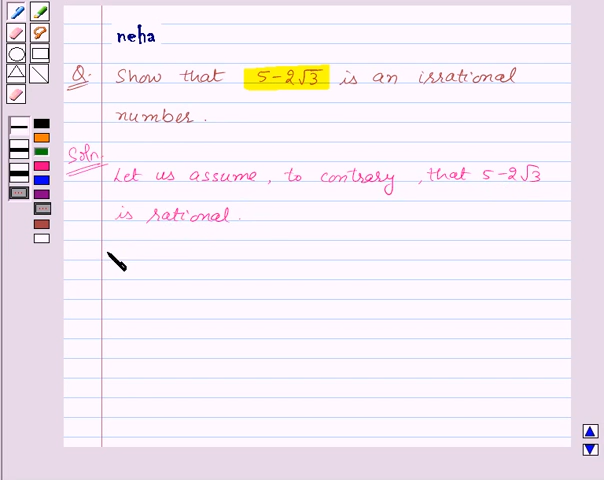 neha
Q. Show that 5-2√3 is an irrational
number.
Soln.
Let us assume, to contrary, that 5-2√3
is rational.